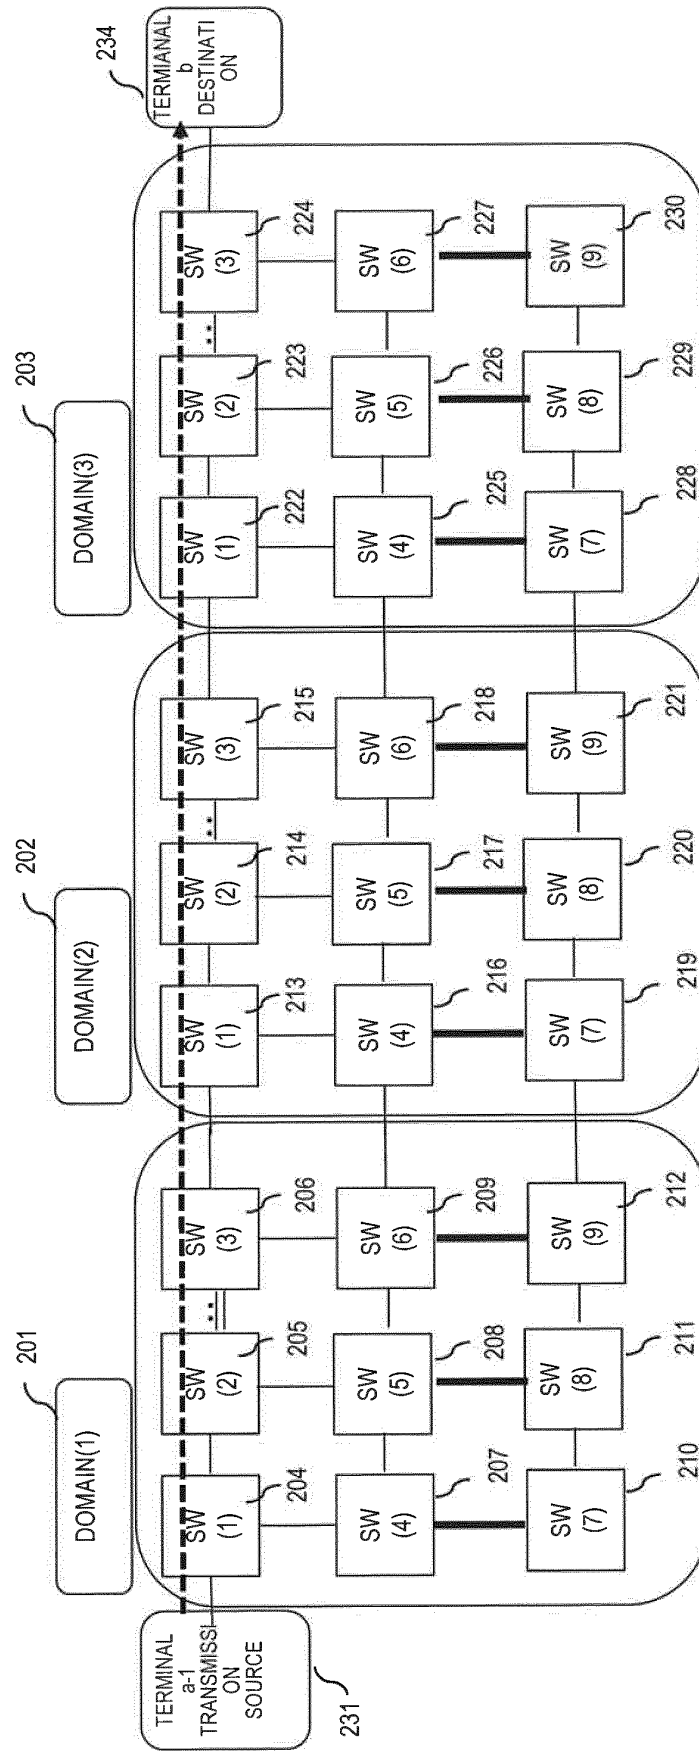 201
DOMAIN(1)
202
DOMAIN(2)
203
DOMAIN(3)
TERMINAL
a-1
TRANSMISSI
ON
SOURCE
231
SW
(1)
204
SW
(2)
205
**
SW
(3)
206
SW
(4)
207
SW
(5)
208
SW
(6)
209
SW
(7)
210
SW
(8)
211
SW
(9)
212
SW
(1)
213
SW
(2)
214
**
SW
(3)
215
SW
(4)
216
SW
(5)
217
SW
(6)
218
SW
(7)
219
SW
(8)
220
SW
(9)
221
SW
(1)
222
SW
(2)
223
**
SW
(3)
224
SW
(4)
225
SW
(5)
226
SW
(6)
227
SW
(7)
228
SW
(8)
229
SW
(9)
230
234
TERMIANAL
b
DESTINATI
ON